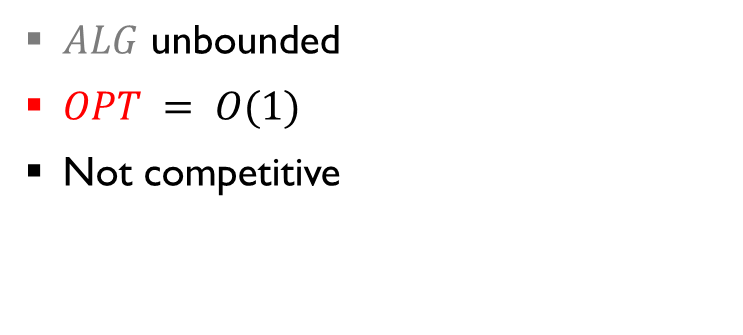 ▪ ALG unbounded
▪ OPT = O(1)
▪ Not competitive